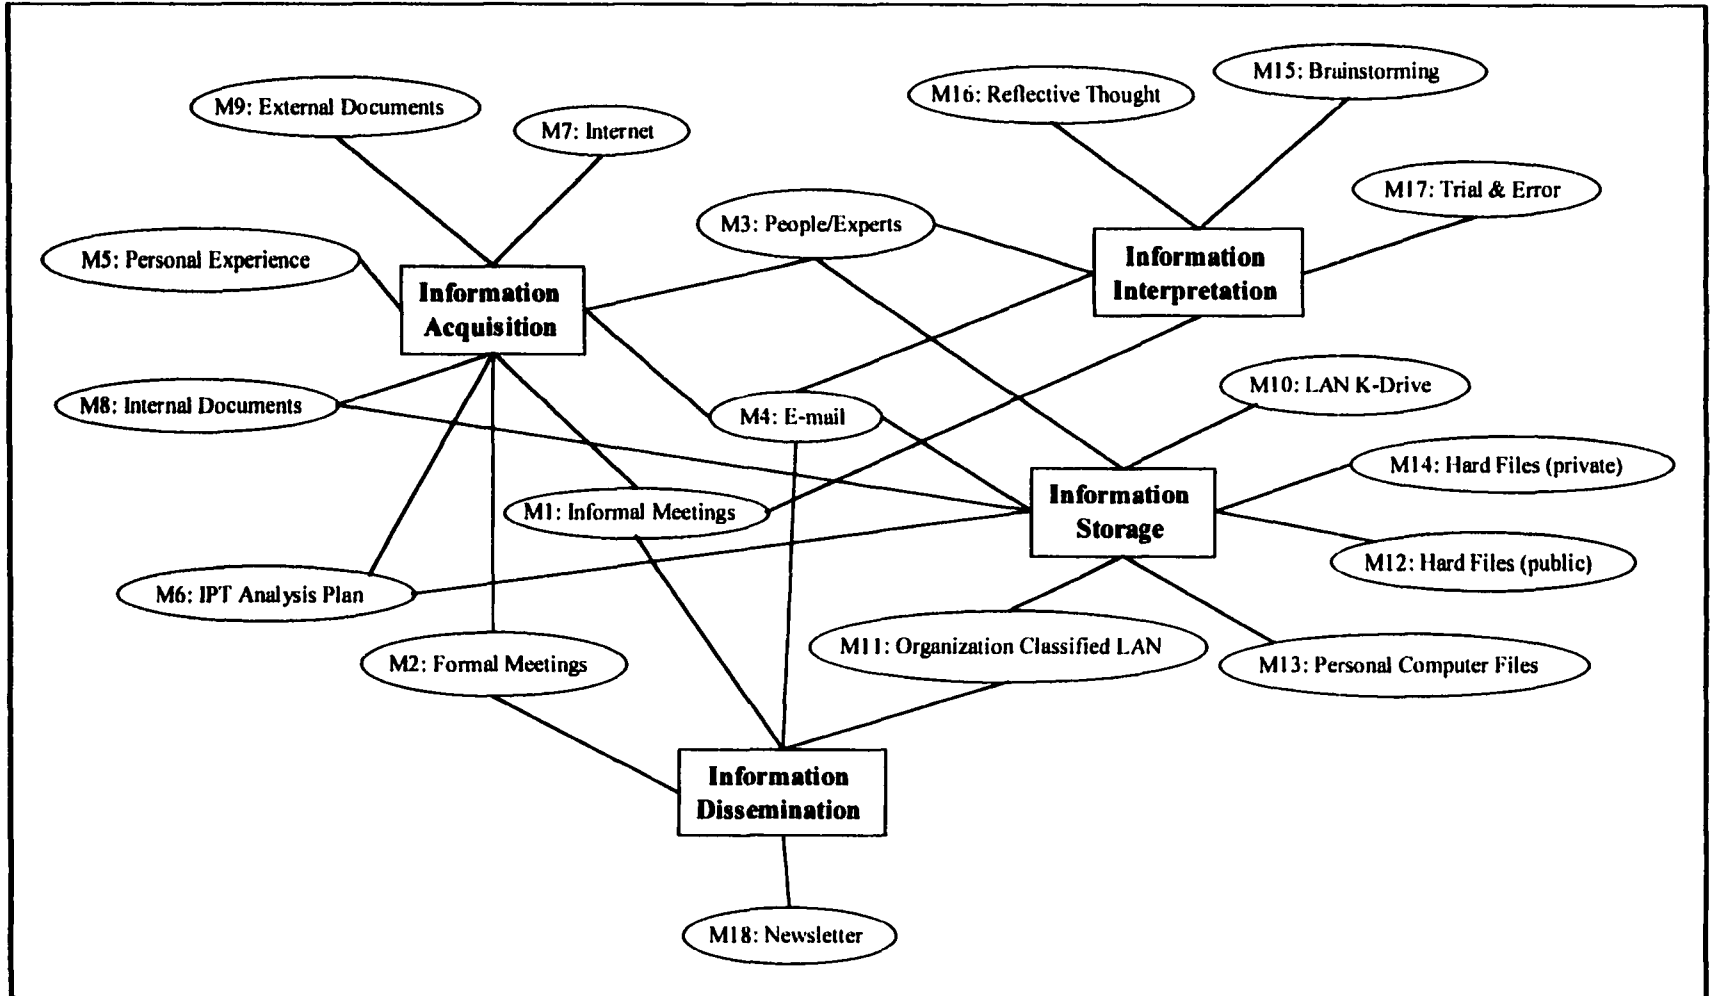 M15: Brainstorming
M16: Reflective Thought
M9: External Documents
M7: Internet
M17: Trial & Error
M3: People/Experts
M5: Personal Experience
Information
Interpretation
Information
Acquisition
M10: LAN K-Drive
M8: Internal Documents
M4: E-mail
M14: Hard Files (private)
Information
Storage
M1: Informal Meetings
M12: Hard Files (public)
M6: IPT Analysis Plan
M11: Organization Classified LAN
M2: Formal Meetings
M13: Personal Computer Files
Information
Dissemination
M18: Newsletter